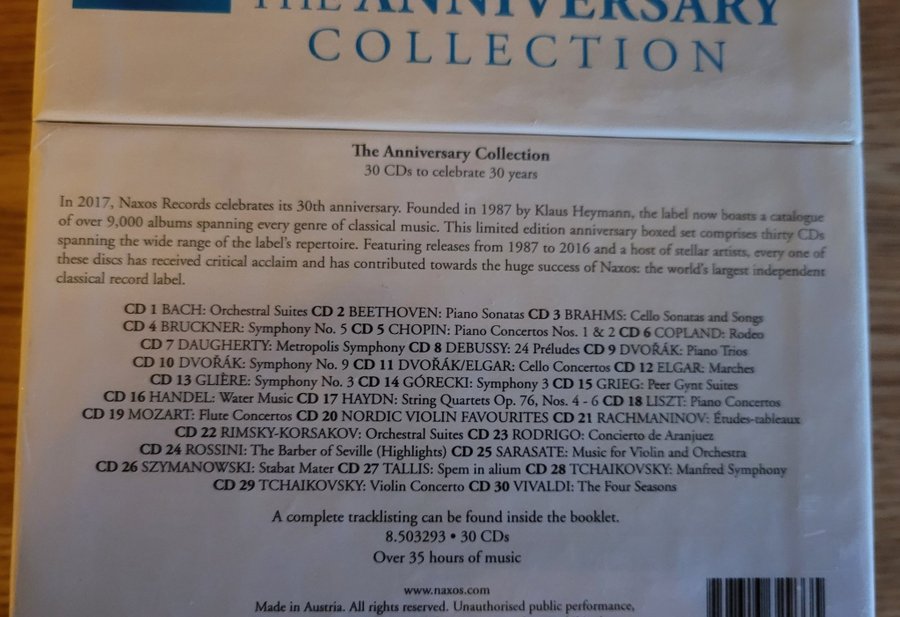 THE ANNIVERSARY
COLLECTION
The Anniversary Collection
30 CDs to celebrate 30 years
In 2017, Naxos Records celebrates its 30th anniversary. Founded in 1987 by Klaus Heymann, the label now boasts a catalogue
of over 9,000 albums spanning every genre of classical music. This limited edition anniversary boxed set comprises thirty CDs
spanning the wide range of the label's repertoire. Featuring releases from 1987 to 2016 and a host of stellar artists, every one of
these discs has received critical acclaim and has contributed towards the huge success of Naxos: the world's largest independent
classical record label.
CD 1 BACH: Orchestral Suites CD 2 BEETHOVEN: Piano Sonatas CD 3 BRAHMS: Cello Sonatas and Songs
CD 4 BRUCKNER: Symphony No. 5 CD 5 CHOPIN: Piano Concertos Nos. 1 & 2 CD 6 COPLAND: Rodeo
CD 7 DAUGHERTY: Metropolis Symphony CD 8 DEBUSSY: 24 Préludes CD 9 DVOŘÁK: Piano Trios
CD 10 DVOŘÁK: Symphony No. 9 CD 11 DVOŘÁK/ELGAR: Cello Concertos CD 12 ELGAR: Marches
CD 13 GLIÈRE: Symphony No. 3 CD 14 GÓRECKI: Symphony 3 CD 15 GRIEG: Peer Gynt Suites
CD 16 HANDEL: Water Music CD 17 HAYDN: String Quartets Op. 76, Nos. 4 - 6 CD 18 LISZT: Piano Concertos
CD 19 MOZART: Flute Concertos CD 20 NORDIC VIOLIN FAVOURITES CD 21 RACHMANINOV: Études-tableaux
CD 22 RIMSKY-KORSAKOV: Orchestral Suites CD 23 RODRIGO: Concierto de Aranjuez
CD 24 ROSSINI: The Barber of Seville (Highlights) CD 25 SARASATE: Music for Violin and Orchestra
CD 26 SZYMANOWSKI: Stabat Mater CD 27 TALLIS: Spem in alium CD 28 TCHAIKOVSKY: Manfred Symphony
CD 29 TCHAIKOVSKY: Violin Concerto CD 30 VIVALDI: The Four Seasons
A complete tracklisting can be found inside the booklet.
8.503293 • 30 CDs
Over 35 hours of music
www.naxos.com
Made in Austria. All rights reserved. Unauthorised public performance,